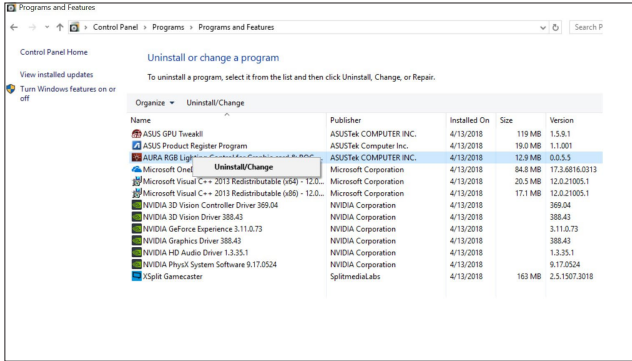 Programs and Features
Control Panel > Programs > Programs and Features
Search P
Control Panel Home
View installed updates
Turn Windows features on or
off
Uninstall or change a program
To uninstall a program, select it from the list and then click Uninstall, Change, or Repair.
Organize Uninstall/Change
Name Publisher Installed On Size Version
ASUS GPU TweakII ASUSTek COMPUTER INC. 4/13/2018 119 MB 1.5.9.1
ASUS Product Register Program ASUSTek Computer Inc. 4/13/2018 19.0 MB 1.1.001
AURA RGB Lighting Control for Graphic card & ROG ... ASUSTek COMPUTER INC. 4/13/2018 12.9 MB 0.0.5.5
Uninstall/Change
Microsoft OneD Microsoft Corporation 4/13/2018 84.8 MB 17.3.6816.0313
Microsoft Visual C++ 2013 Redistributable (x64) - 12.0... Microsoft Corporation 4/13/2018 20.5 MB 12.0.21005.1
Microsoft Visual C++ 2013 Redistributable (x86) - 12.0... Microsoft Corporation 4/13/2018 17.1 MB 12.0.21005.1
NVIDIA 3D Vision Controller Driver 369.04 NVIDIA Corporation 4/13/2018 369.04
NVIDIA 3D Vision Driver 388.43 NVIDIA Corporation 4/13/2018 388.43
NVIDIA GeForce Experience 3.11.0.73 NVIDIA Corporation 4/13/2018 3.11.0.73
NVIDIA Graphics Driver 388.43 NVIDIA Corporation 4/13/2018 388.43
NVIDIA HD Audio Driver 1.3.35.1 NVIDIA Corporation 4/13/2018 1.3.35.1
NVIDIA PhysX System Software 9.17.0524 NVIDIA Corporation 4/13/2018 9.17.0524
XSplit Gamecaster SplitmediaLabs 4/13/2018 163 MB 2.5.1507.3018